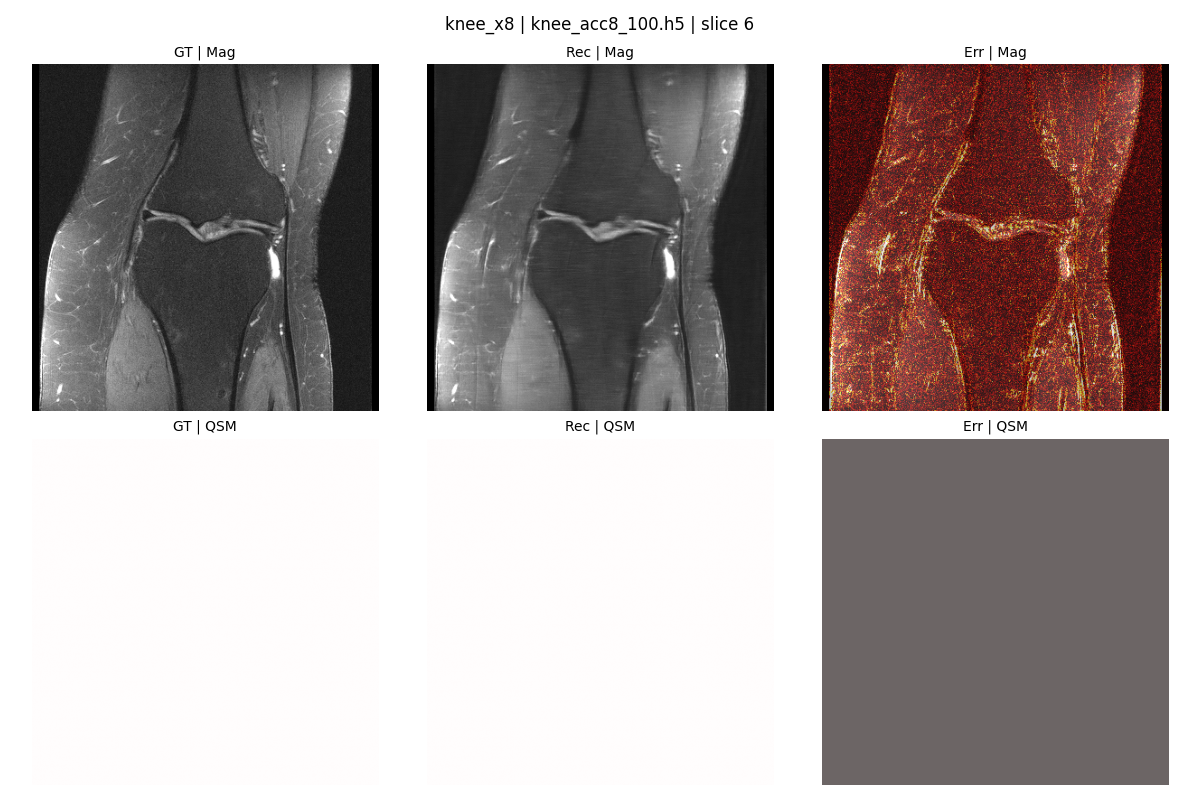 knee_x8 | knee_acc8_100.h5 | slice 6
GT | Mag
Rec | Mag
Err | Mag
GT | QSM
Rec | QSM
Err | QSM